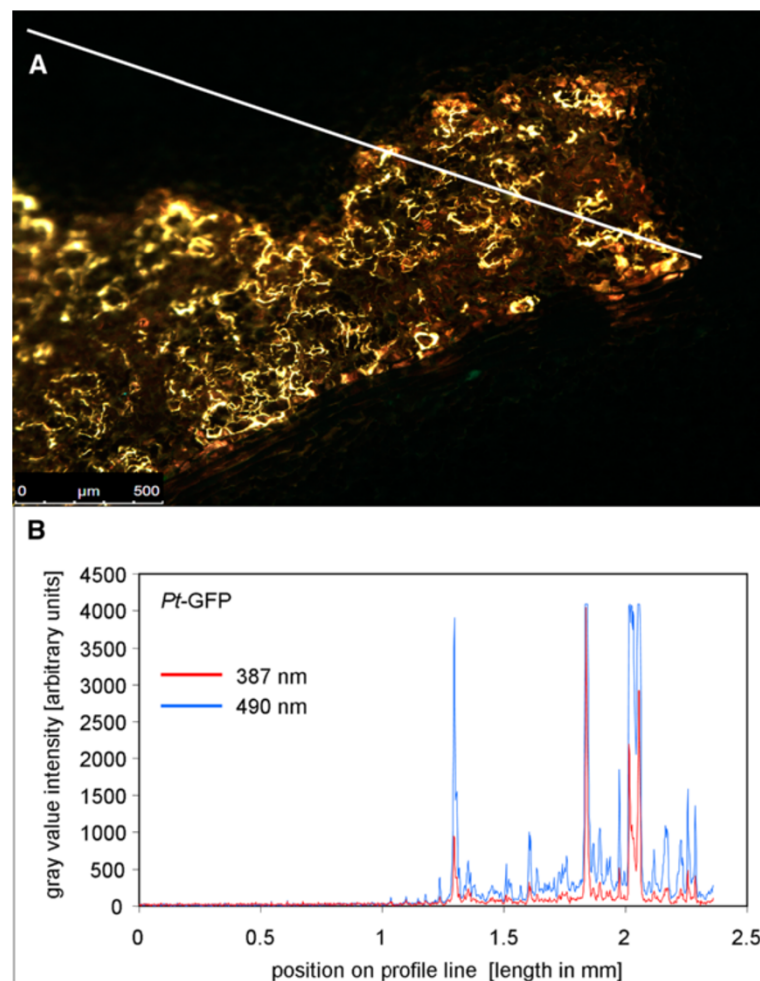 A
0 µm 500
B
4500
4000
3500
3000
2500
2000
1500
1000
500
0
gray value intensity [arbitrary units]
Pt-GFP
387 nm
490 nm
0 0.5 1 1.5 2 2.5
position on profile line [length in mm]